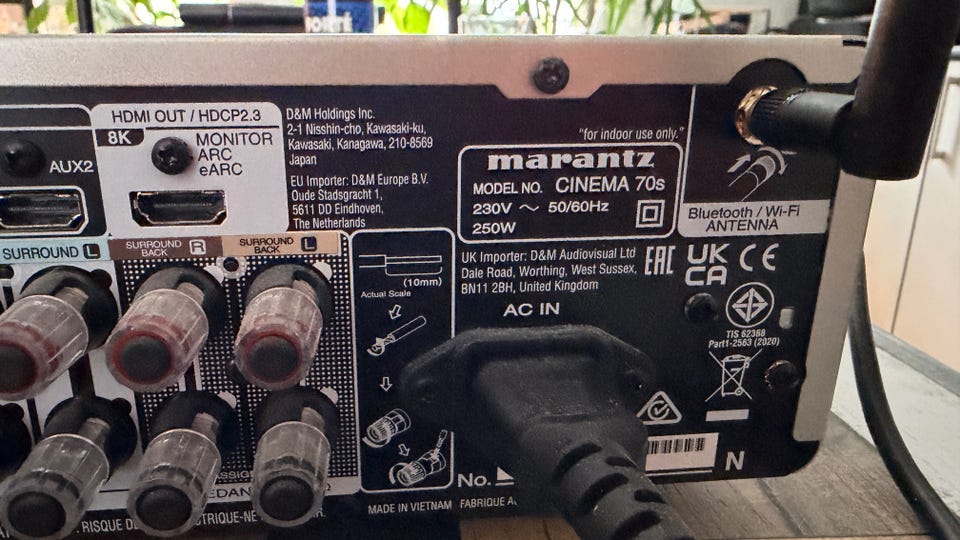 HDMI OUT / HDCP2.3
8K
MONITOR
ARC
eARC
AUX2
D&M Holdings Inc.
2-1 Nisshin-cho, Kawasaki-ku,
Kawasaki, Kanagawa, 210-8569
Japan
EU Importer: D&M Europe B.V.
Oude Stadsgracht 1,
5611 DD Eindhoven,
The Netherlands
"for indoor use only."
marantz
MODEL NO. CINEMA 70s
230V ~ 50/60Hz
250W
Bluetooth / Wi-Fi
ANTENNA
SURROUND L
SURROUND
BACK R
SURROUND
BACK L
(10mm)
Actual Scale
UK Importer: D&M Audiovisual Ltd
Dale Road, Worthing, West Sussex,
BN11 2BH, United Kingdom
EAC
UK
CA
CE
AC IN
TIS 62368
Part1-2563 (2020)
No.
N
MADE IN VIETNAM